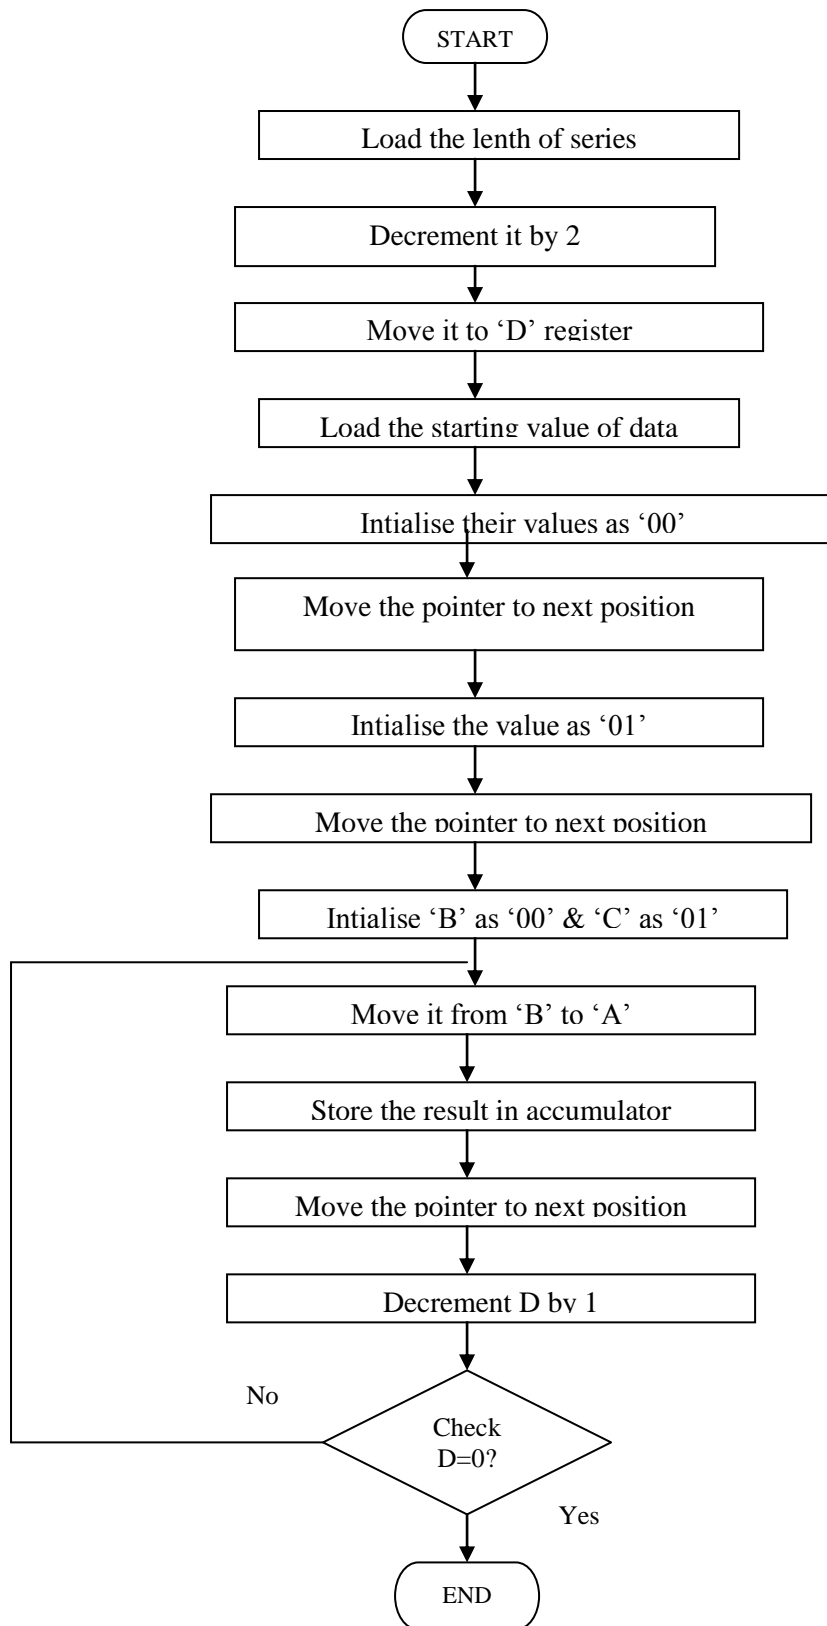 START
Load the lenth of series
Decrement it by 2
Move it to ‘D’ register
Load the starting value of data
Intialise their values as ‘00’
Move the pointer to next position
Intialise the value as ‘01’
Move the pointer to next position
Intialise ‘B’ as ‘00’ & ‘C’ as ‘01’
Move it from ‘B’ to ‘A’
Store the result in accumulator
Move the pointer to next position
Decrement D by 1
No
Check
D=0?
Yes
END